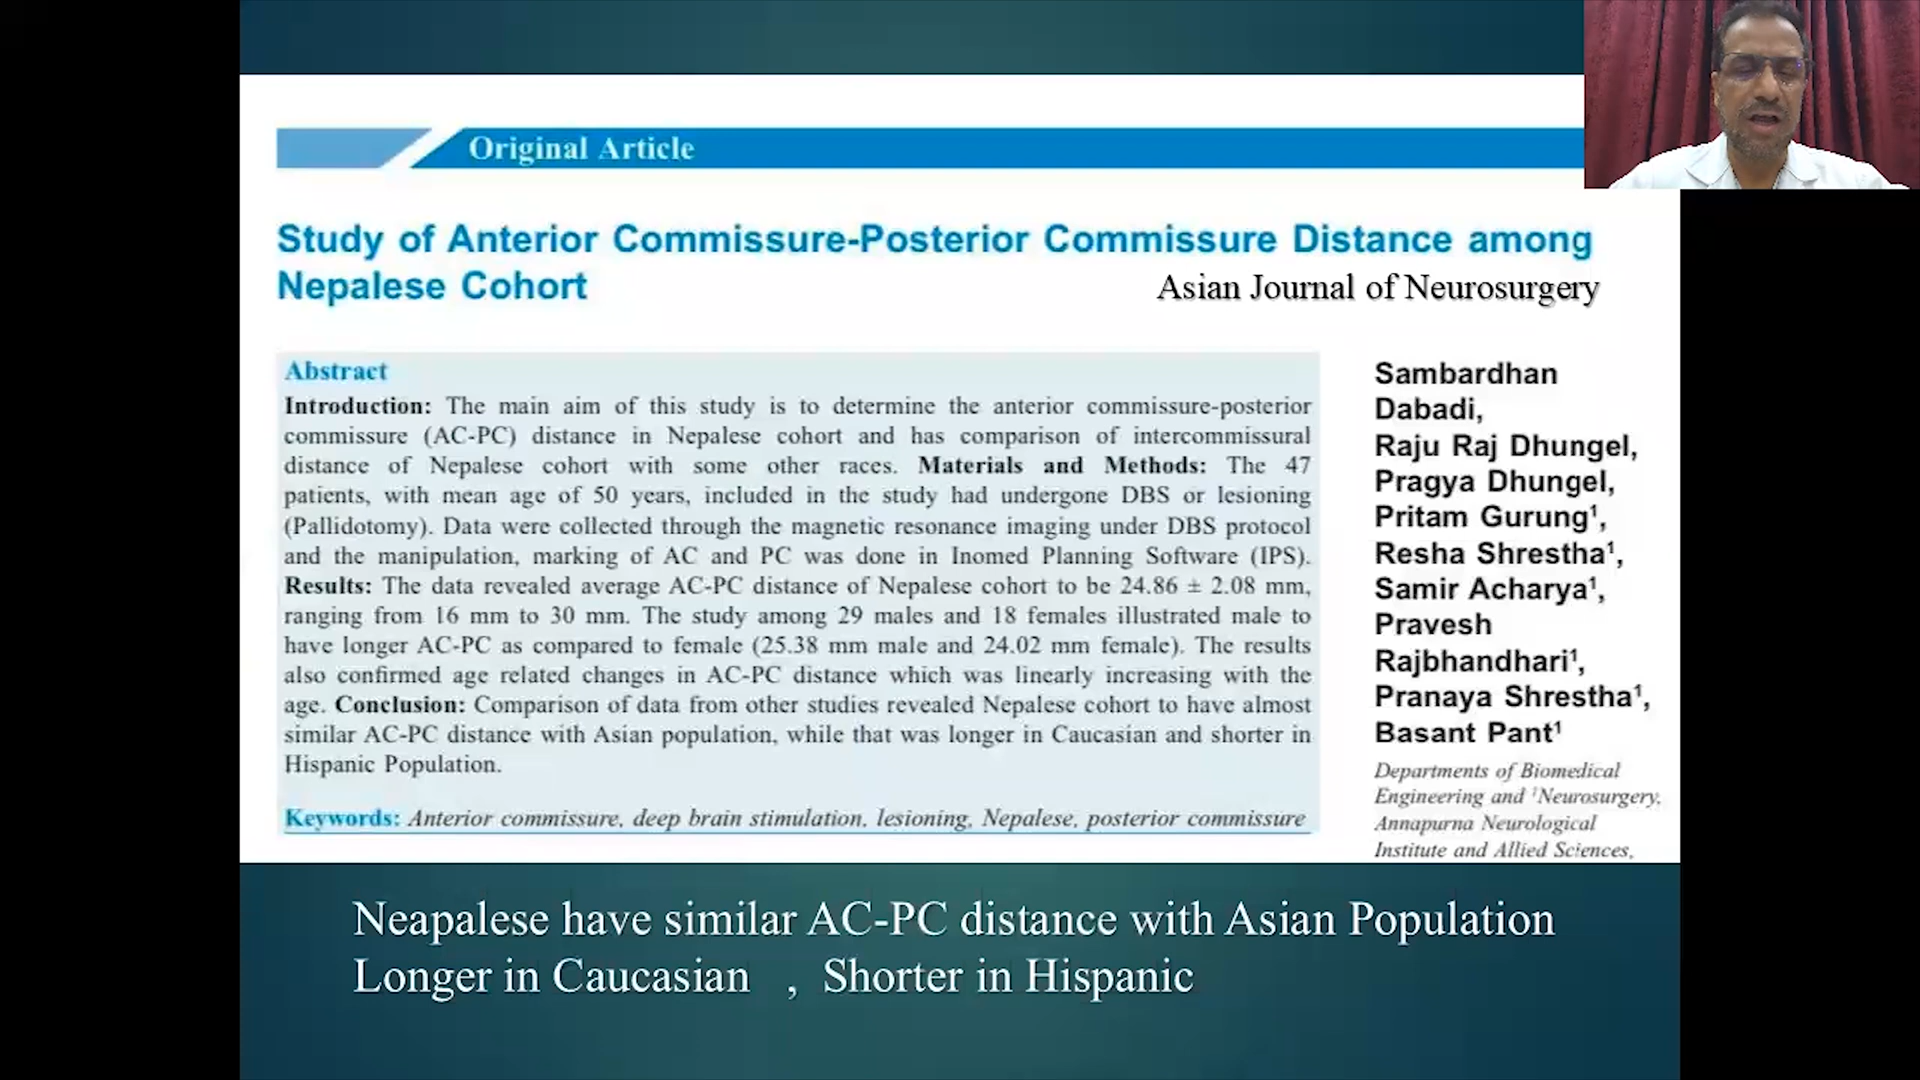 Original Article
Study of Anterior Commissure-Posterior Commissure Distance among
Nepalese Cohort
Asian Journal of Neurosurgery
Abstract
Introduction: The main aim of this study is to determine the anterior commissure-posterior
commissure (AC-PC) distance in Nepalese cohort and has comparison of intercommissural
distance of Nepalese cohort with some other races. Materials and Methods: The 47
patients, with mean age of 50 years, included in the study had undergone DBS or lesioning
(Pallidotomy). Data were collected through the magnetic resonance imaging under DBS protocol
and the manipulation, marking of AC and PC was done in Inomed Planning Software (IPS).
Results: The data revealed average AC-PC distance of Nepalese cohort to be 24.86 ± 2.08 mm,
ranging from 16 mm to 30 mm. The study among 29 males and 18 females illustrated male to
have longer AC-PC as compared to female (25.38 mm male and 24.02 mm female). The results
also confirmed age related changes in AC-PC distance which was linearly increasing with the
age. Conclusion: Comparison of data from other studies revealed Nepalese cohort to have almost
similar AC-PC distance with Asian population, while that was longer in Caucasian and shorter in
Hispanic Population.
Keywords: Anterior commissure, deep brain stimulation, lesioning, Nepalese, posterior commissure
Sambardhan
Dabadi,
Raju Raj Dhungel,
Pragya Dhungel,
Pritam Gurung¹,
Resha Shrestha¹,
Samir Acharya¹,
Pravesh
Rajbhandhari¹,
Pranaya Shrestha¹,
Basant Pant¹
Departments of Biomedical
Engineering and ¹Neurosurgery,
Annapurna Neurological
Institute and Allied Sciences,
Neapalese have similar AC-PC distance with Asian Population
Longer in Caucasian , Shorter in Hispanic